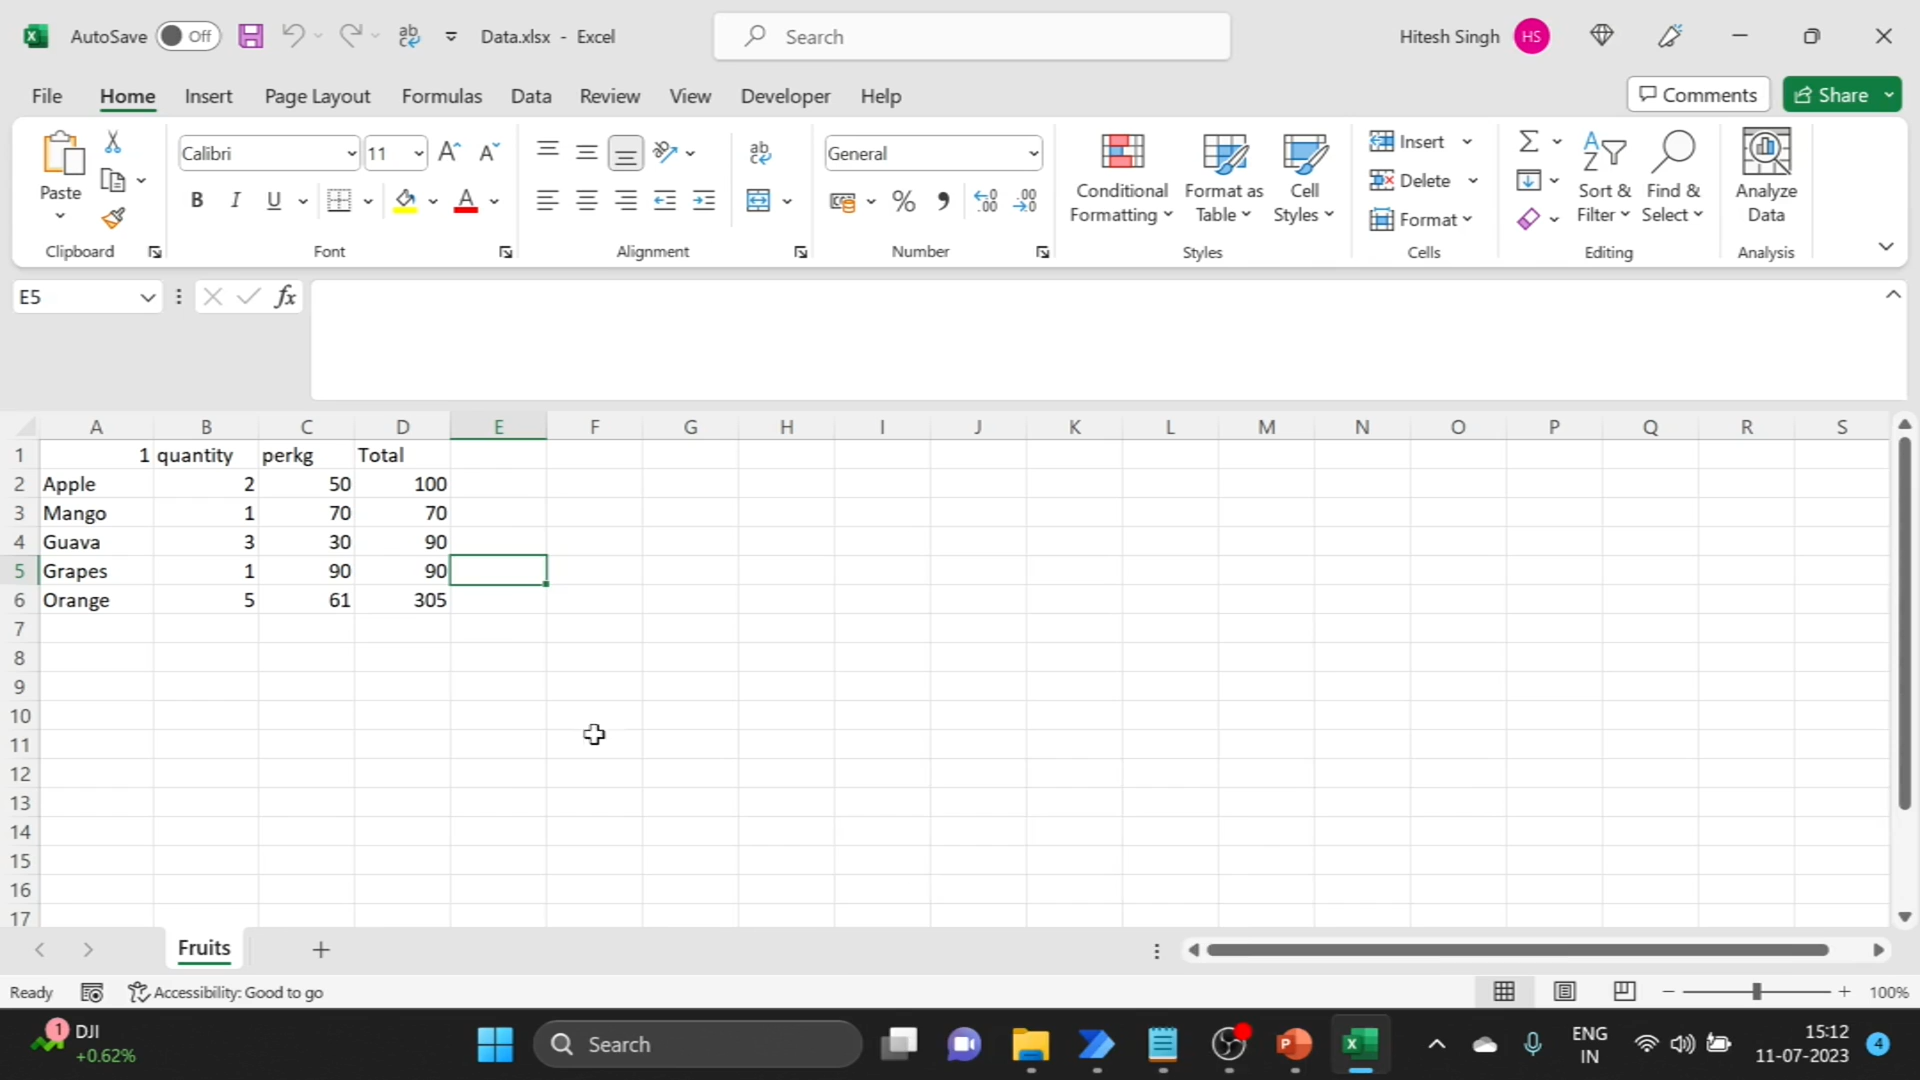 AutoSave Off Data.xlsx - Excel Search Hitesh Singh HS
File Home Insert Page Layout Formulas Data Review View Developer Help Comments Share
Calibri 11 General
Paste
B I U
Conditional Formatting
Format as Table
Cell Styles
Insert
Delete
Format
Sort & Filter
Find & Select
Analyze Data
Clipboard Font Alignment Number Styles Cells Editing Analysis
E5 fx
A B C D E F G H I J K L M N O P Q R S
1 1 quantity perkg Total
2 Apple 2 50 100
3 Mango 1 70 70
4 Guava 3 30 90
5 Grapes 1 90 90
6 Orange 5 61 305
7
8
9
10
11
12
13
14
15
16
17
Fruits
Ready Accessibility: Good to go 100%
1 DJI
+0.62%
Search
ENG
IN
15:12
11-07-2023
4